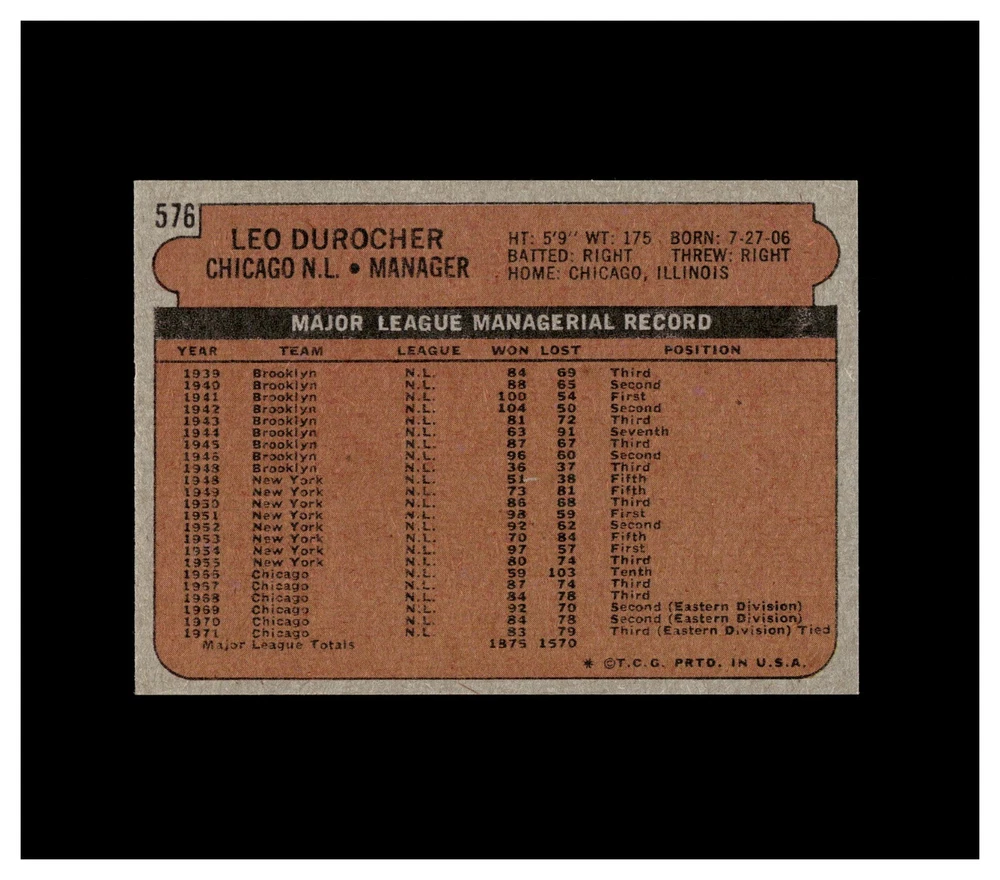 576
LEO DUROCHER
CHICAGO N.L. • MANAGER
HT: 5'9" WT: 175 BORN: 7-27-06
BATTED: RIGHT THREW: RIGHT
HOME: CHICAGO, ILLINOIS
MAJOR LEAGUE MANAGERIAL RECORD
YEAR TEAM LEAGUE WON LOST POSITION
1939 Brooklyn N.L. 84 69 Third
1940 Brooklyn N.L. 88 65 Second
1941 Brooklyn N.L. 100 54 First
1942 Brooklyn N.L. 104 50 Second
1943 Brooklyn N.L. 81 72 Third
1944 Brooklyn N.L. 63 91 Seventh
1945 Brooklyn N.L. 87 67 Third
1946 Brooklyn N.L. 96 60 Second
1948 Brooklyn N.L. 36 37 Third
1948 New York N.L. 51 38 Fifth
1949 New York N.L. 73 81 Fifth
1950 New York N.L. 86 68 Third
1951 New York N.L. 98 59 First
1952 New York N.L. 92 62 Second
1953 New York N.L. 70 84 Fifth
1954 New York N.L. 97 57 First
1955 New York N.L. 80 74 Third
1966 Chicago N.L. 59 103 Tenth
1967 Chicago N.L. 87 74 Third
1968 Chicago N.L. 84 78 Third
1969 Chicago N.L. 92 70 Second (Eastern Division)
1970 Chicago N.L. 84 78 Second (Eastern Division)
1971 Chicago N.L. 83 79 Third (Eastern Division) Tied
Major League Totals 1875 1570
* ©T.C.G. PRTD. IN U.S.A.